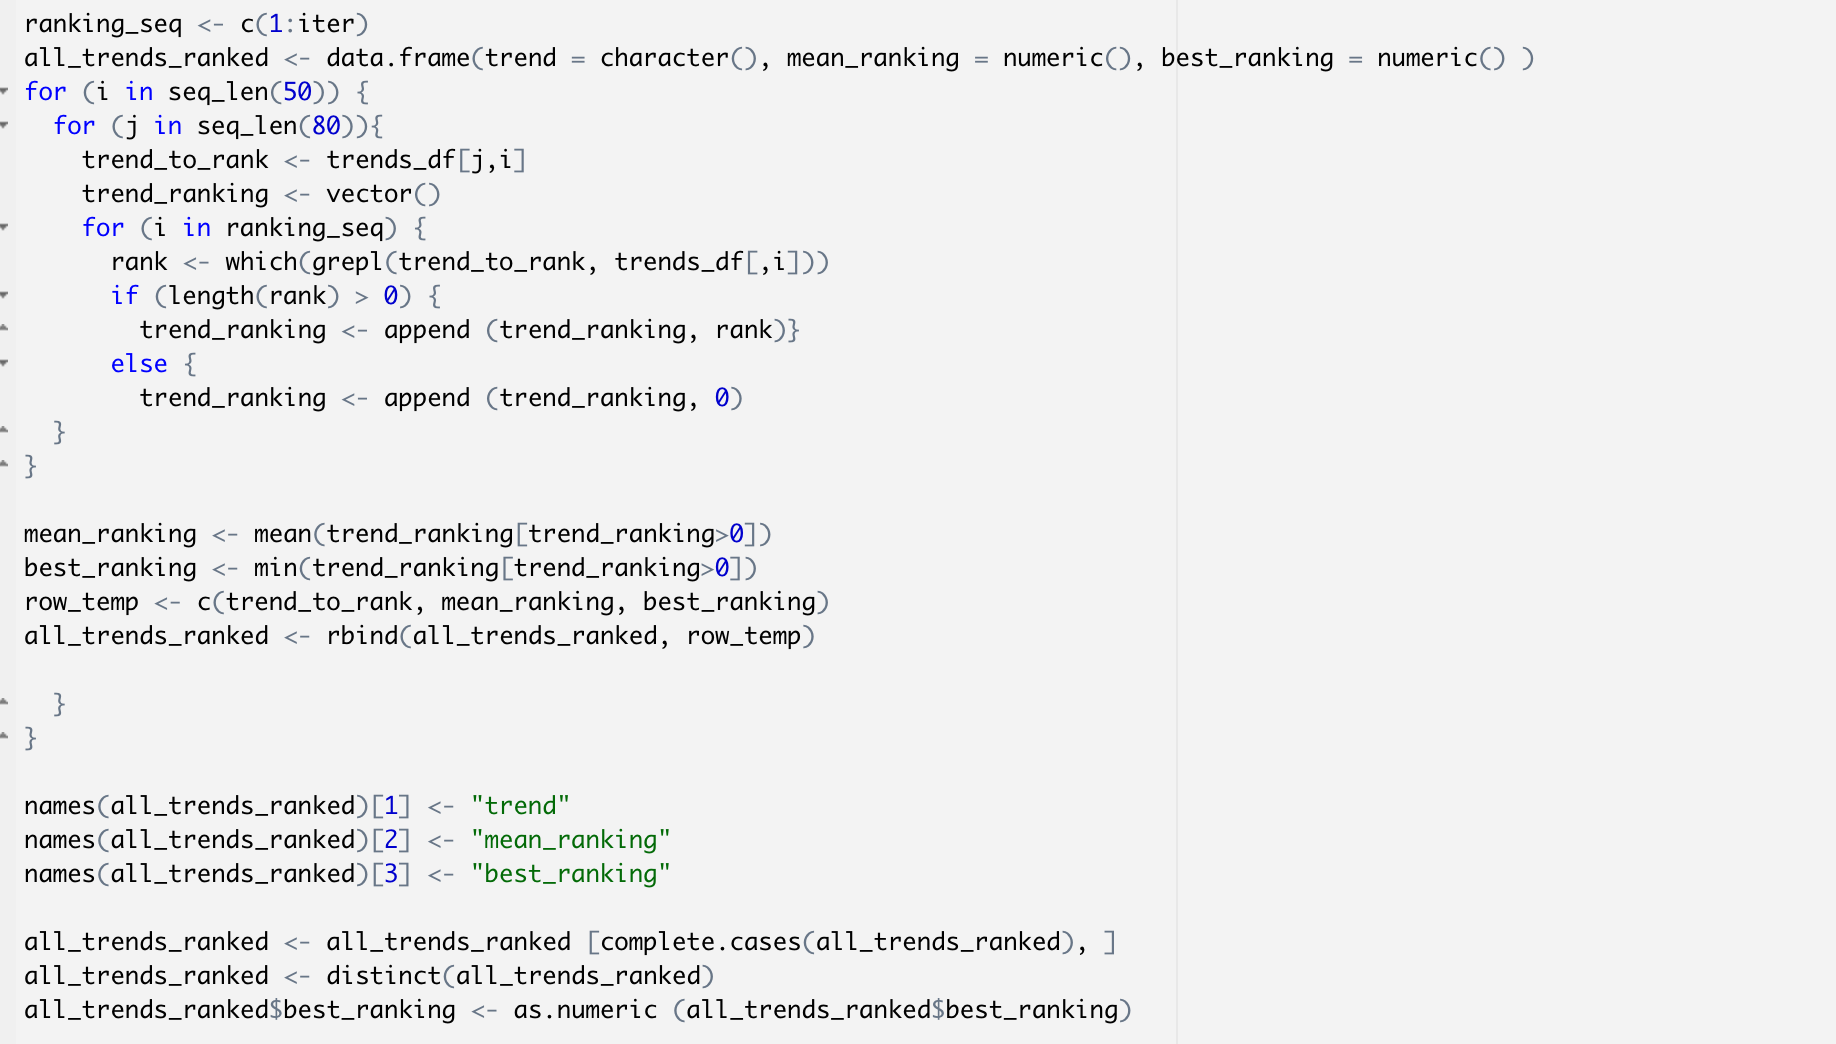 ranking_seq <- c(1:iter)
all_trends_ranked <- data.frame(trend = character(), mean_ranking = numeric(), best_ranking = numeric() )
for (i in seq_len(50)) {
  for (j in seq_len(80)){
    trend_to_rank <- trends_df[j,i]
    trend_ranking <- vector()
    for (i in ranking_seq) {
      rank <- which(grepl(trend_to_rank, trends_df[,i]))
      if (length(rank) > 0) {
        trend_ranking <- append (trend_ranking, rank)}
      else {
        trend_ranking <- append (trend_ranking, 0)
  }
}

mean_ranking <- mean(trend_ranking[trend_ranking>0])
best_ranking <- min(trend_ranking[trend_ranking>0])
row_temp <- c(trend_to_rank, mean_ranking, best_ranking)
all_trends_ranked <- rbind(all_trends_ranked, row_temp)

  }
}

names(all_trends_ranked)[1] <- "trend"
names(all_trends_ranked)[2] <- "mean_ranking"
names(all_trends_ranked)[3] <- "best_ranking"

all_trends_ranked <- all_trends_ranked [complete.cases(all_trends_ranked), ]
all_trends_ranked <- distinct(all_trends_ranked)
all_trends_ranked$best_ranking <- as.numeric (all_trends_ranked$best_ranking)